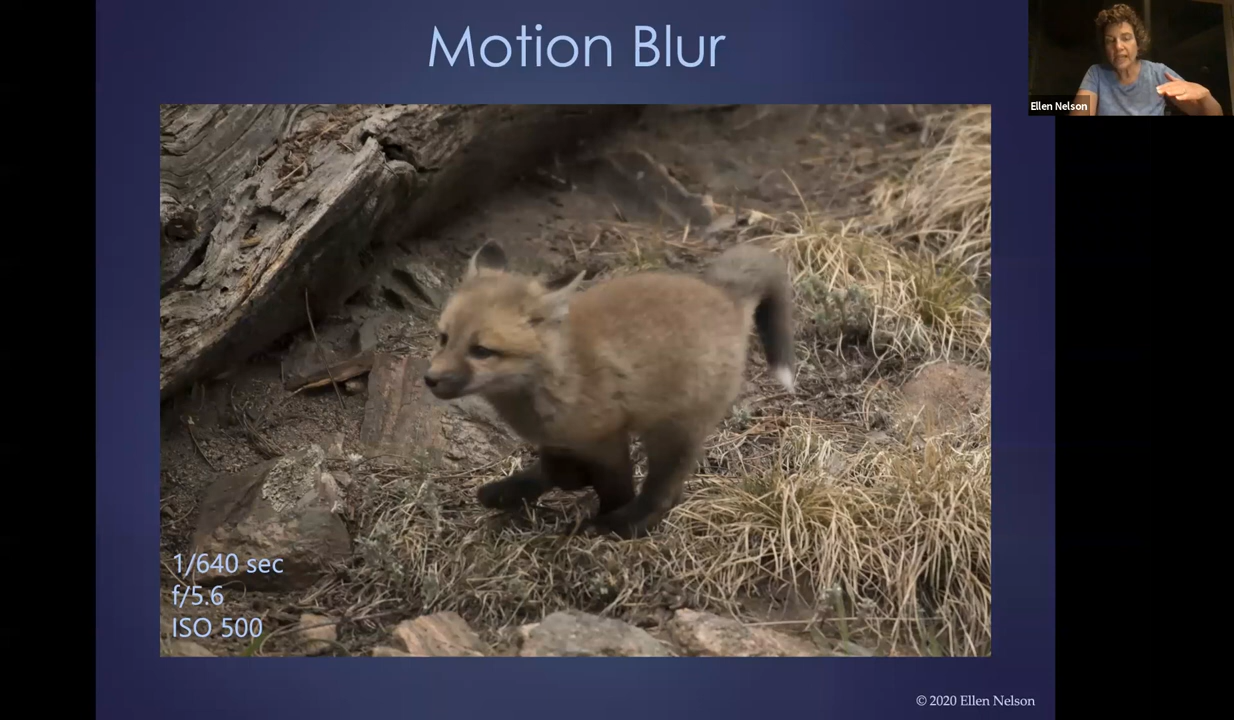 Motion Blur
Ellen Nelson
1/640 sec
f/5.6
ISO 500
© 2020 Ellen Nelson